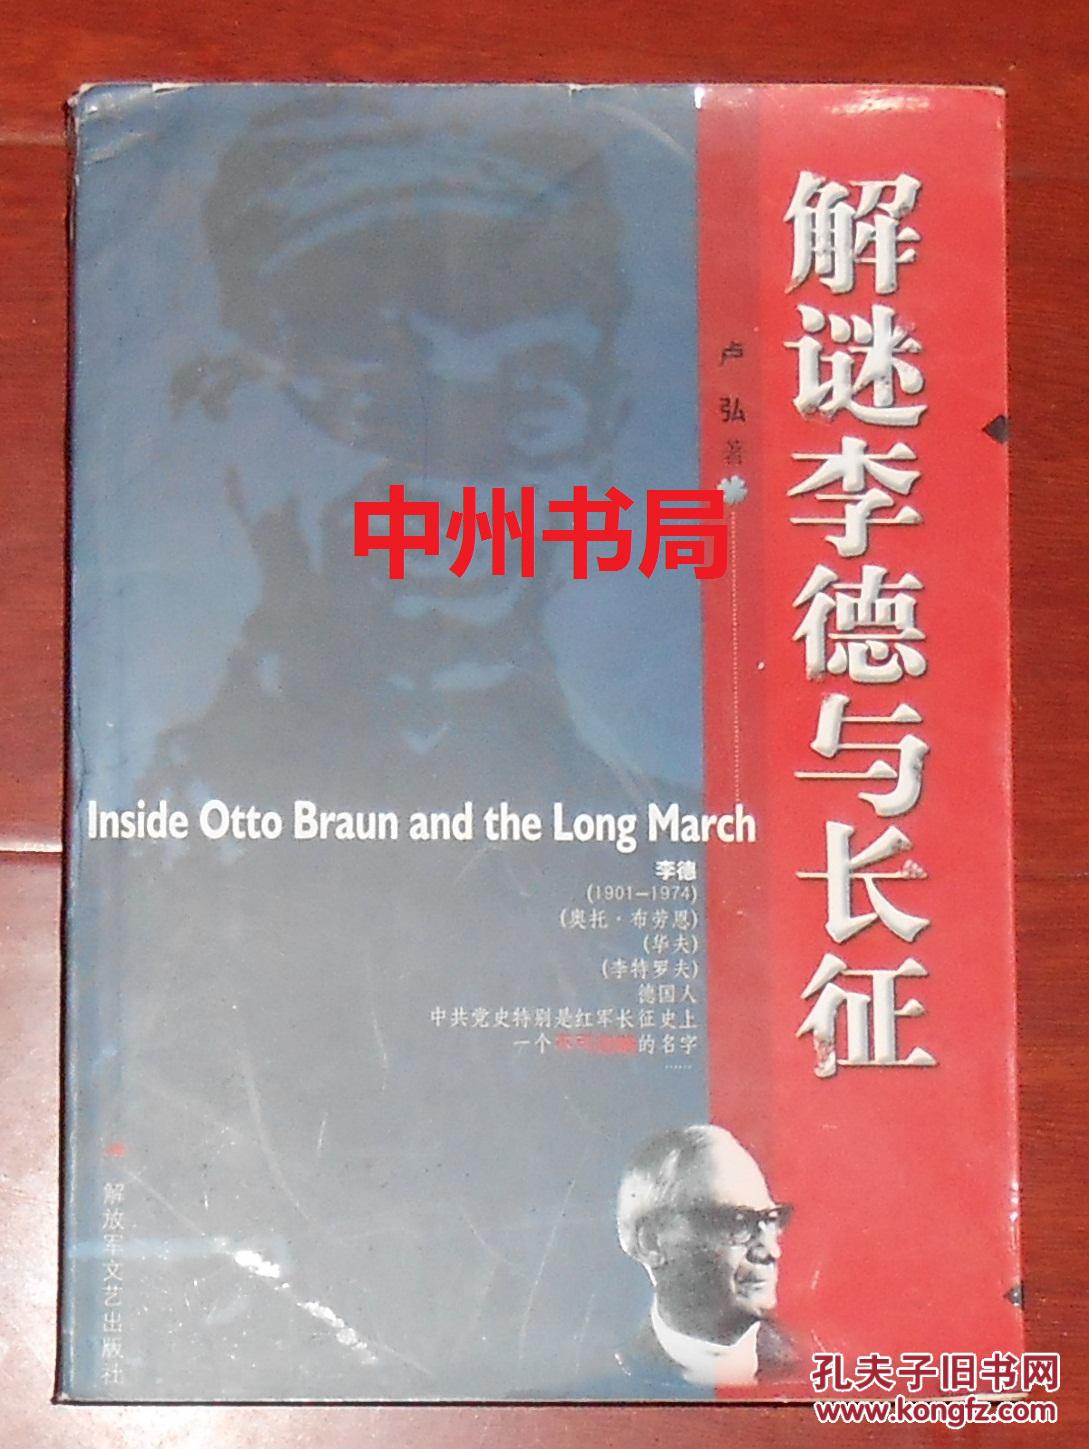 解谜李德与长征
卢弘著
中州书局
Inside Otto Braun and the Long March
李德
(1901—1974)
(奥托·布劳恩)
(华夫)
(李特罗夫)
德国人
中共党史特别是红军长征史上
一个的名字
……
解放军文艺出版社
孔夫子旧书网
www.kongfz.com